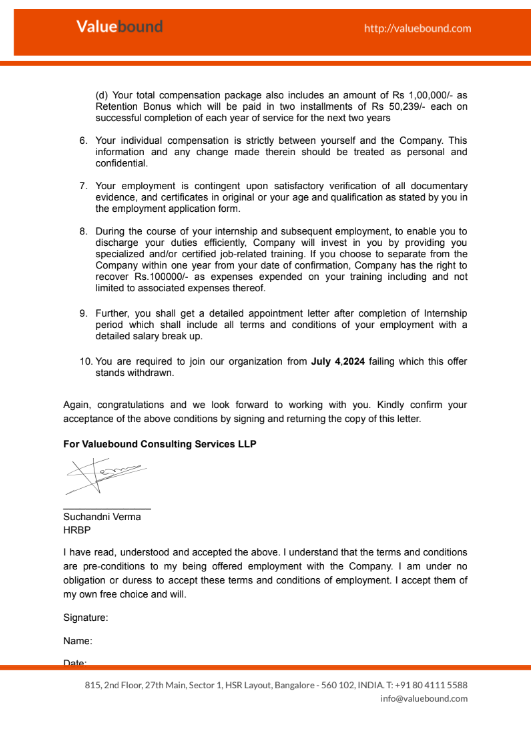 Valuebound
http://valuebound.com
(d) Your total compensation package also includes an amount of Rs 1,00,000/- as
Retention Bonus which will be paid in two installments of Rs 50,239/- each on
successful completion of each year of service for the next two years
6. Your individual compensation is strictly between yourself and the Company. This
information and any change made therein should be treated as personal and
confidential.
7. Your employment is contingent upon satisfactory verification of all documentary
evidence, and certificates in original or your age and qualification as stated by you in
the employment application form.
8. During the course of your internship and subsequent employment, to enable you to
discharge your duties efficiently, Company will invest in you by providing you
specialized and/or certified job-related training. If you choose to separate from the
Company within one year from your date of confirmation, Company has the right to
recover Rs.100000/- as expenses expended on your training including and not
limited to associated expenses thereof.
9. Further, you shall get a detailed appointment letter after completion of Internship
period which shall include all terms and conditions of your employment with a
detailed salary break up.
10. You are required to join our organization from July 4,2024 failing which this offer
stands withdrawn.
Again, congratulations and we look forward to working with you. Kindly confirm your
acceptance of the above conditions by signing and returning the copy of this letter.
For Valuebound Consulting Services LLP
Suchandni Verma
HRBP
I have read, understood and accepted the above. I understand that the terms and conditions
are pre-conditions to my being offered employment with the Company. I am under no
obligation or duress to accept these terms and conditions of employment. I accept them of
my own free choice and will.
Signature:
Name:
Date:
815, 2nd Floor, 27th Main, Sector 1, HSR Layout, Bangalore - 560 102, INDIA. T: +91 80 4111 5588
info@valuebound.com